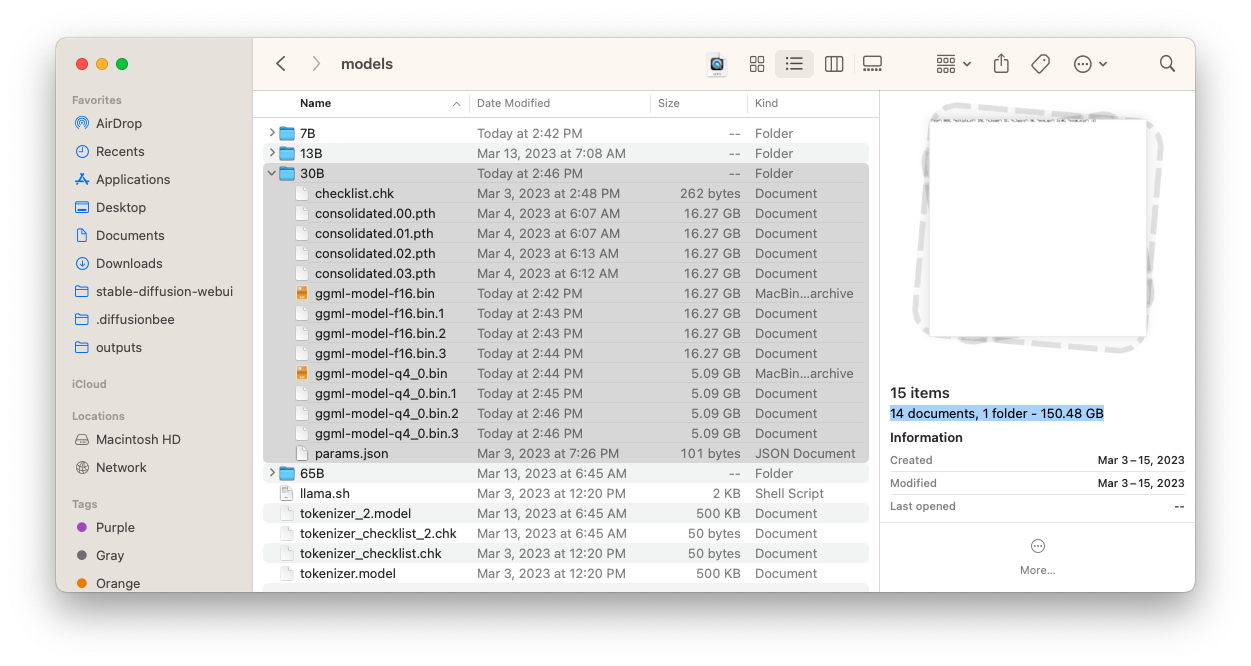 models
Favorites
AirDrop
Recents
Applications
Desktop
Documents
Downloads
stable-diffusion-webui
.diffusionbee
outputs
iCloud
Locations
Macintosh HD
Network
Tags
Purple
Gray
Orange
Name Date Modified Size Kind
7B Today at 2:42 PM -- Folder
13B Mar 13, 2023 at 7:08 AM -- Folder
30B Today at 2:46 PM -- Folder
checklist.chk Mar 3, 2023 at 2:48 PM 262 bytes Document
consolidated.00.pth Mar 4, 2023 at 6:07 AM 16.27 GB Document
consolidated.01.pth Mar 4, 2023 at 6:07 AM 16.27 GB Document
consolidated.02.pth Mar 4, 2023 at 6:13 AM 16.27 GB Document
consolidated.03.pth Mar 4, 2023 at 6:12 AM 16.27 GB Document
ggml-model-f16.bin Today at 2:42 PM 16.27 GB MacBin...archive
ggml-model-f16.bin.1 Today at 2:43 PM 16.27 GB Document
ggml-model-f16.bin.2 Today at 2:43 PM 16.27 GB Document
ggml-model-f16.bin.3 Today at 2:44 PM 16.27 GB Document
ggml-model-q4_0.bin Today at 2:44 PM 5.09 GB MacBin...archive
ggml-model-q4_0.bin.1 Today at 2:45 PM 5.09 GB Document
ggml-model-q4_0.bin.2 Today at 2:46 PM 5.09 GB Document
ggml-model-q4_0.bin.3 Today at 2:46 PM 5.09 GB Document
params.json Mar 3, 2023 at 7:26 PM 101 bytes JSON Document
65B Mar 13, 2023 at 6:45 AM -- Folder
llama.sh Mar 3, 2023 at 12:20 PM 2 KB Shell Script
tokenizer_2.model Mar 13, 2023 at 6:45 AM 500 KB Document
tokenizer_checklist_2.chk Mar 13, 2023 at 6:45 AM 50 bytes Document
tokenizer_checklist.chk Mar 3, 2023 at 12:20 PM 50 bytes Document
tokenizer.model Mar 3, 2023 at 12:20 PM 500 KB Document
15 items
14 documents, 1 folder - 150.48 GB
Information
Created Mar 3 – 15, 2023
Modified Mar 3 – 15, 2023
Last opened --
More...